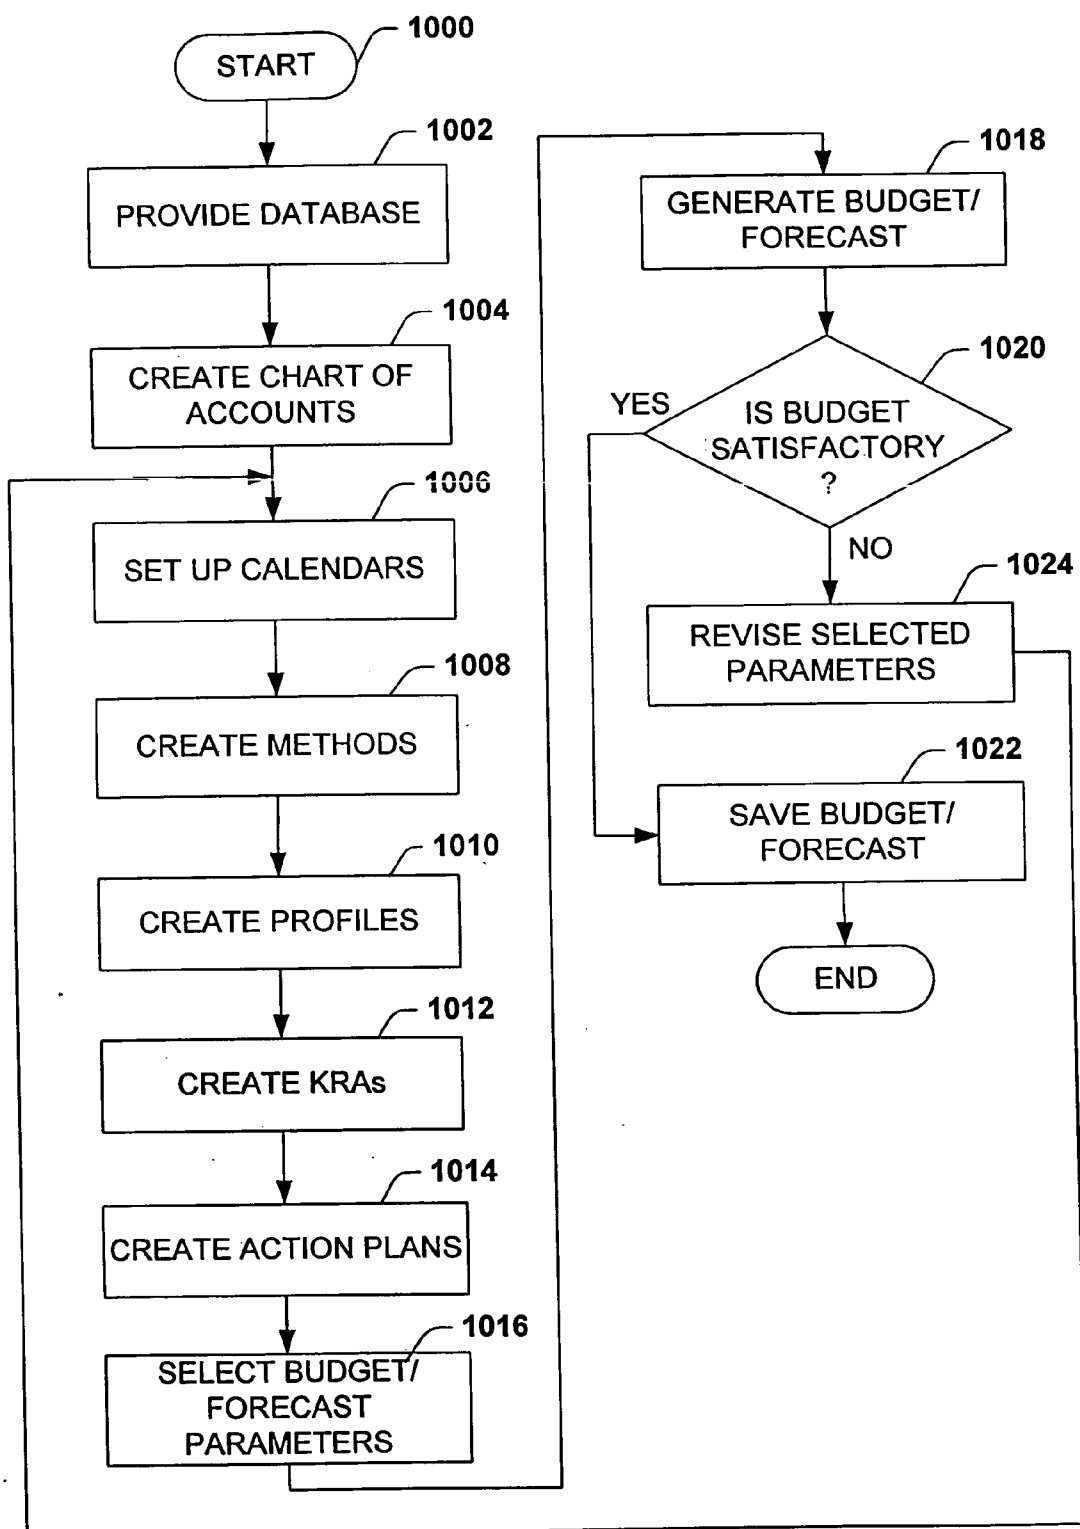 1000
START
1002
PROVIDE DATABASE
1004
CREATE CHART OF
ACCOUNTS
1006
SET UP CALENDARS
1008
CREATE METHODS
1010
CREATE PROFILES
1012
CREATE KRAs
1014
CREATE ACTION PLANS
1016
SELECT BUDGET/
FORECAST
PARAMETERS
1018
GENERATE BUDGET/
FORECAST
1020
YES
IS BUDGET
SATISFACTORY
?
NO
1024
REVISE SELECTED
PARAMETERS
1022
SAVE BUDGET/
FORECAST
END